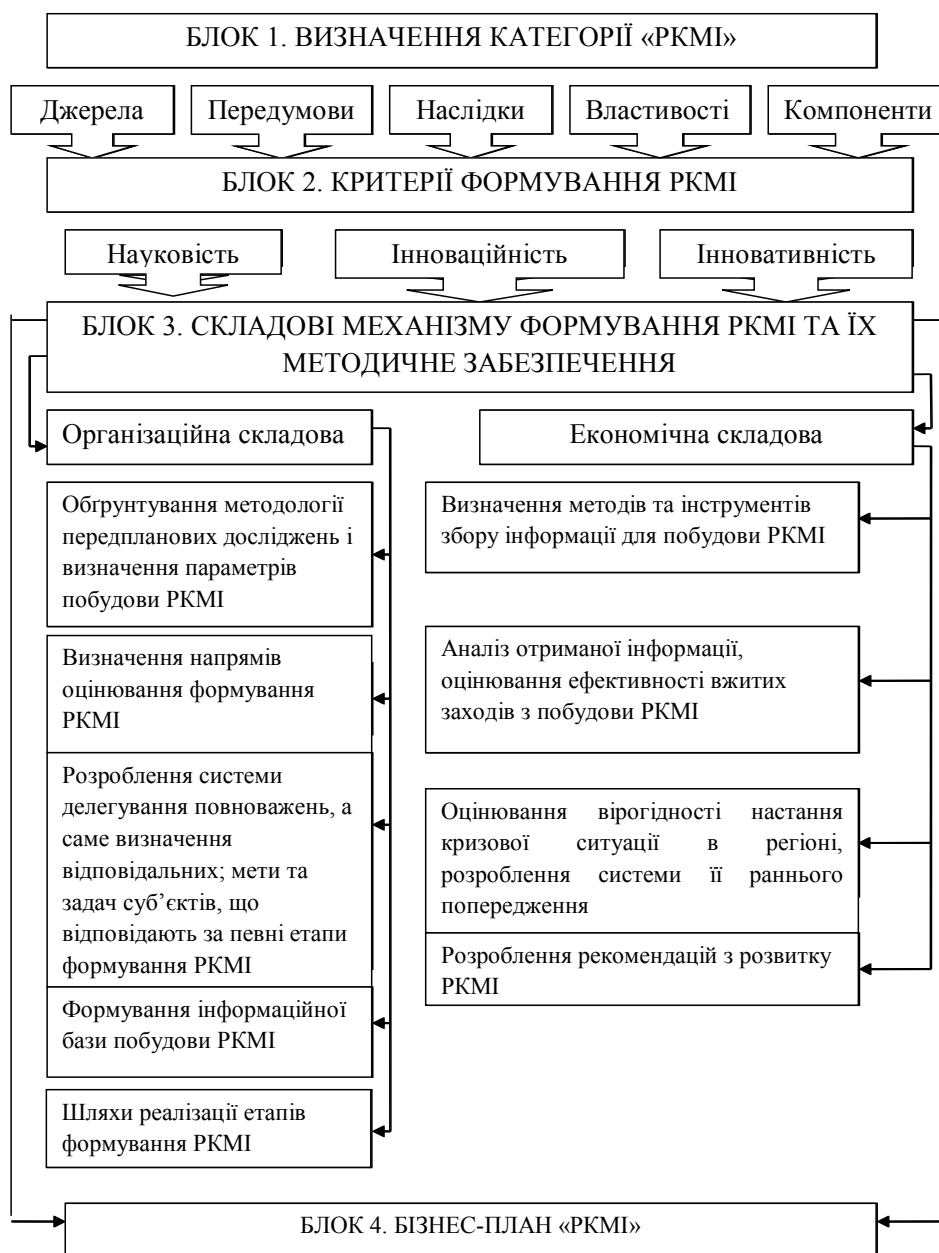 БЛОК 1. ВИЗНАЧЕННЯ КАТЕГОРІЇ «РКМІ»
Джерела
Передумови
Наслідки
Властивості
Компоненти
БЛОК 2. КРИТЕРІЇ ФОРМУВАННЯ РКМІ
Науковість
Інноваційність
Інновативність
БЛОК 3. СКЛАДОВІ МЕХАНІЗМУ ФОРМУВАННЯ РКМІ ТА ЇХ
МЕТОДИЧНЕ ЗАБЕЗПЕЧЕННЯ
Організаційна складова
Обґрунтування методології
передпланових досліджень і
визначення параметрів
побудови РКМІ
Визначення напрямів
оцінювання формування
РКМІ
Розроблення системи
делегування повноважень, а
саме визначення
відповідальних; мети та
задач суб’єктів, що
відповідають за певні етапи
формування РКМІ
Формування інформаційної
бази побудови РКМІ
Шляхи реалізації етапів
формування РКМІ
Економічна складова
Визначення методів та інструментів
збору інформації для побудови РКМІ
Аналіз отриманої інформації,
оцінювання ефективності вжитих
заходів з побудови РКМІ
Оцінювання вірогідності настання
кризової ситуації в регіоні,
розроблення системи її раннього
попередження
Розроблення рекомендацій з розвитку
РКМІ
БЛОК 4. БІЗНЕС-ПЛАН «РКМІ»